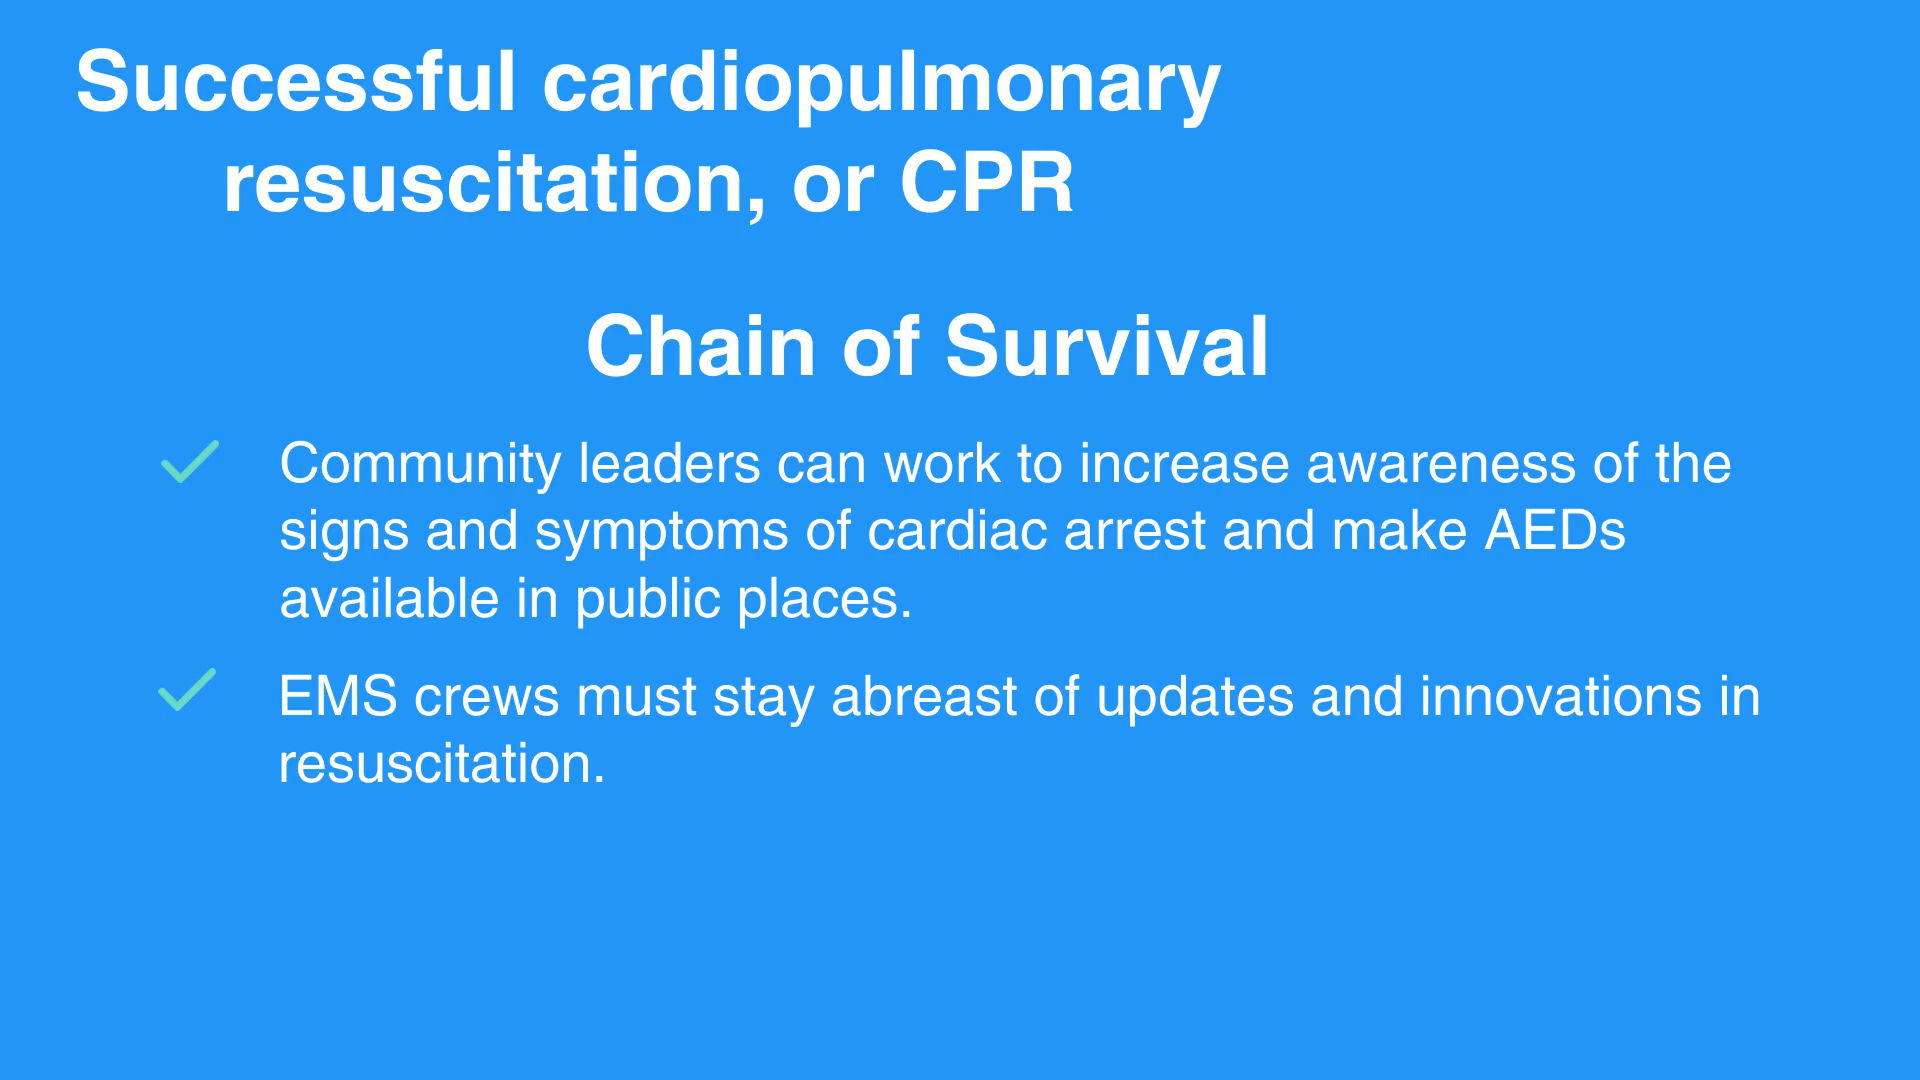 Successful cardiopulmonary
resuscitation, or CPR
Chain of Survival
Community leaders can work to increase awareness of the
signs and symptoms of cardiac arrest and make AEDs
available in public places.
EMS crews must stay abreast of updates and innovations in
resuscitation.